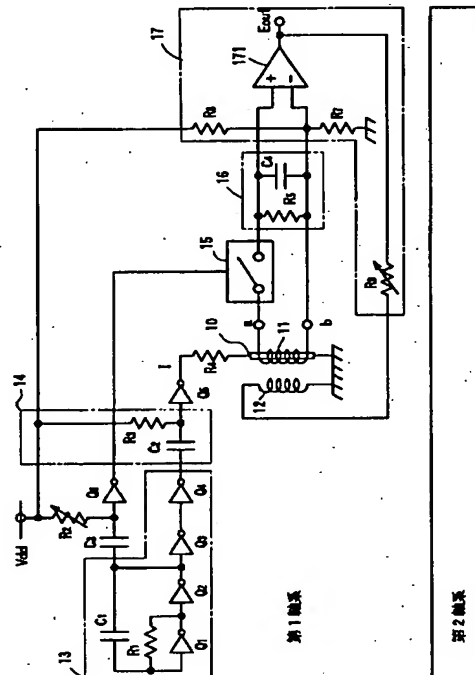 17
Eout
171
+
-
R6
R7
16
C4
R5
15
R8
a
b
10
11
12
14
I
R4
Q5
R3
C2
Vdd
R2
Q6
C3
Q4
Q3
C1
Q2
R1
Q1
13
第1軸系
第2軸系